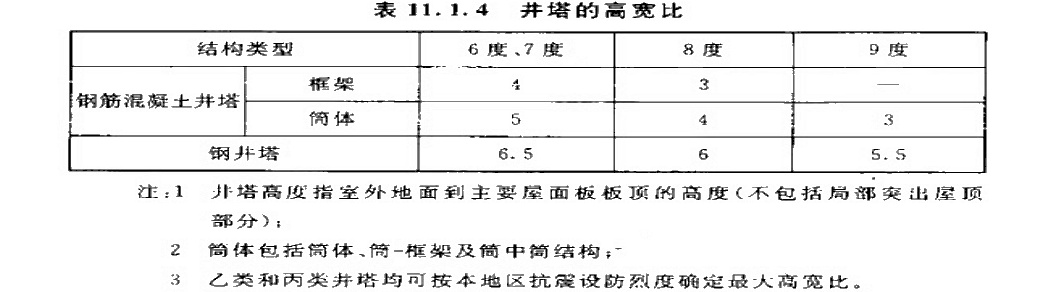 表 11.1.4 井塔的高宽比
结构类型 6度、7度 8度 9度
钢筋混凝土井塔 框架 4 3 —
筒体 5 4 3
钢井塔 6.5 6 5.5
注:1 井塔高度指室外地面到主要屋面板板顶的高度(不包括局部突出屋顶
部分);
2 筒体包括筒体、筒-框架及筒中筒结构;
3 乙类和丙类井塔均可按本地区抗震设防烈度确定最大高宽比。